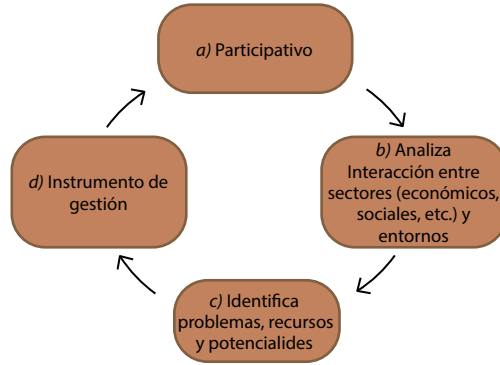 a) Participativo
b) Analiza
Interacción entre
sectores (económicos,
sociales, etc.) y
entornos
c) Identifica
problemas, recursos
y potencialides
d) Instrumento de
gestión